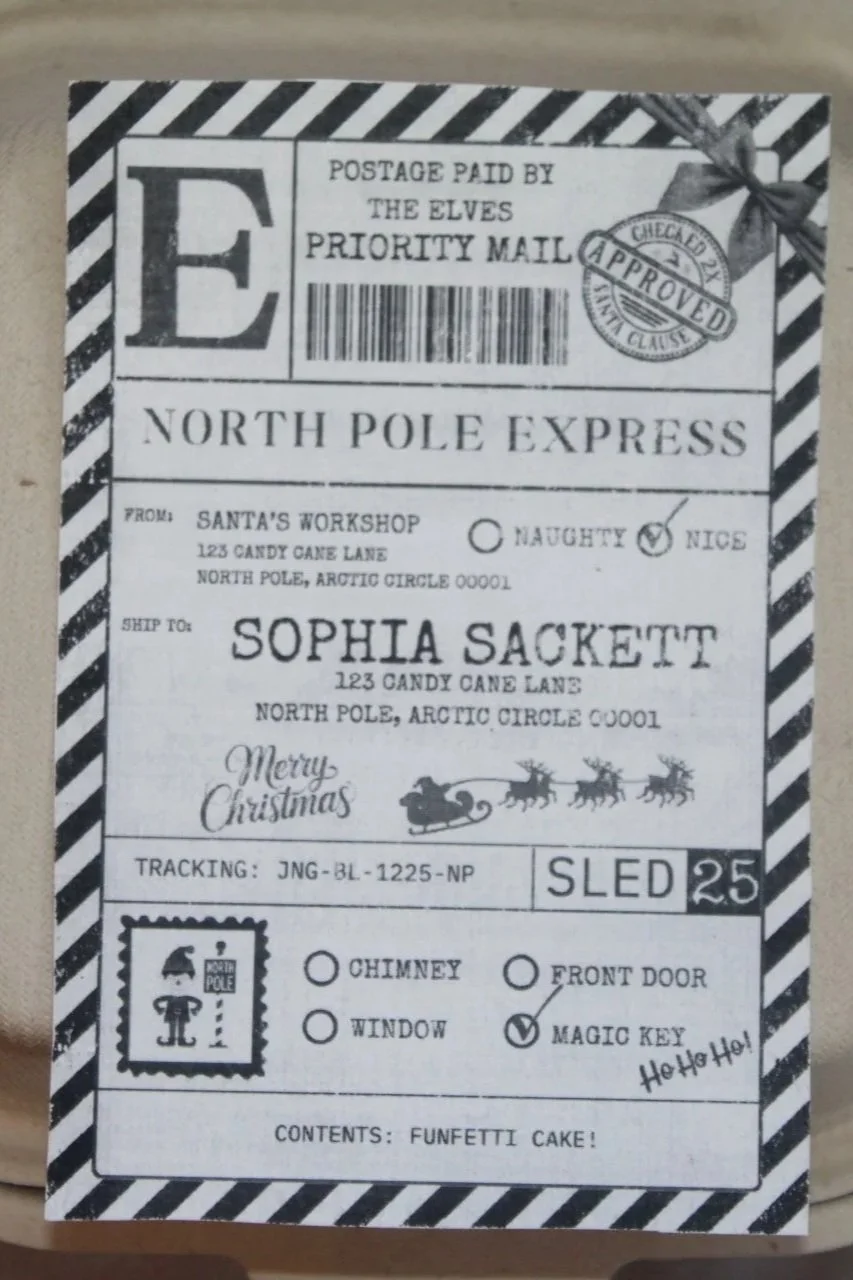 E
POSTAGE PAID BY
THE ELVES
PRIORITY MAIL
CHECKED 2X
APPROVED
SANTA CLAUSE
NORTH POLE EXPRESS
FROM: SANTA'S WORKSHOP
123 CANDY CANE LANE
NORTH POLE, ARCTIC CIRCLE 00001
NAUGHTY NICE
SHIP TO: SOPHIA SACKETT
123 CANDY CANE LANE
NORTH POLE, ARCTIC CIRCLE 00001
Merry
Christmas
TRACKING: JNG-BL-1225-NP
SLED 25
NORTH
POLE
CHIMNEY FRONT DOOR
WINDOW MAGIC KEY
Ho Ho Ho!
CONTENTS: FUNFETTI CAKE!